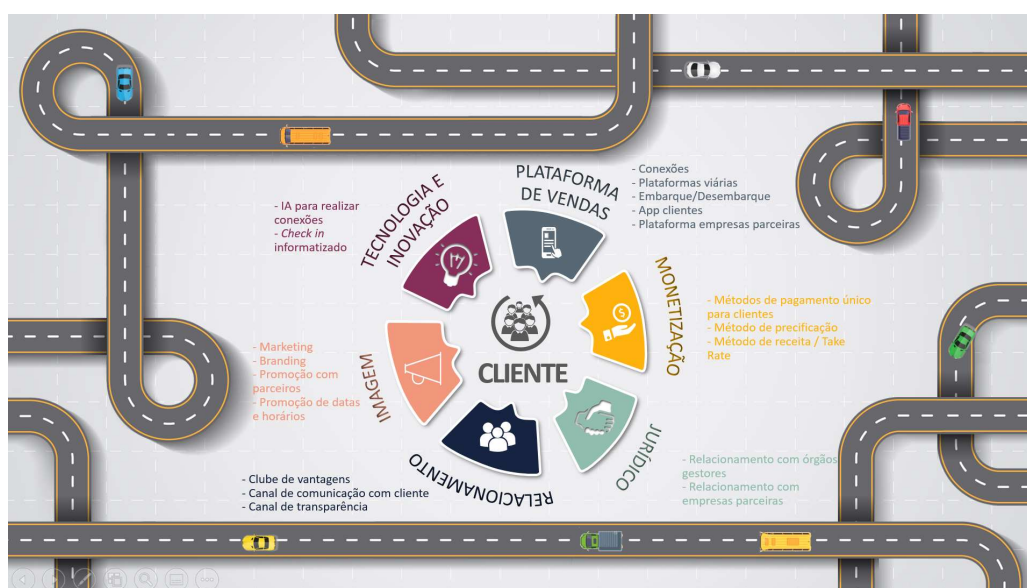 TECNOLOGIA E
INOVAÇÃO
- IA para realizar
conexões
- Check in
informatizado
PLATAFORMA
DE VENDAS
- Conexões
- Plataformas viárias
- Embarque/Desembarque
- App clientes
- Plataforma empresas parceiras
MONETIZAÇÃO
- Métodos de pagamento único
para clientes
- Método de precificação
- Método de receita / Take
Rate
CLIENTE
IMAGEM
- Marketing
- Branding
- Promoção com
parceiros
- Promoção de datas
e horários
JURÍDICO
- Relacionamento com órgãos
gestores
- Relacionamento com
empresas parceiras
RELACIONAMENTO
- Clube de vantagens
- Canal de comunicação com cliente
- Canal de transparência